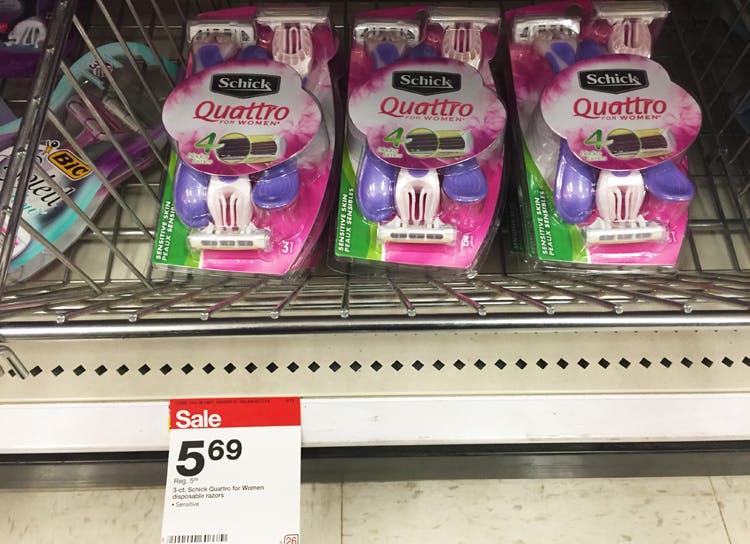 Schick
Quattro
FOR WOMEN
4
SENSITIVE SKIN
PEAUX SENSIBLES
3
Schick
Quattro
FOR WOMEN
4
SENSITIVE SKIN
PEAUX SENSIBLES
3
Schick
Quattro
FOR WOMEN
4
SENSITIVE SKIN
PEAUX SENSIBLES
3
BIC
Sale
5 69
Reg. 5
3-ct. Schick Quattro for Women
disposable razors
• Sensitive
26